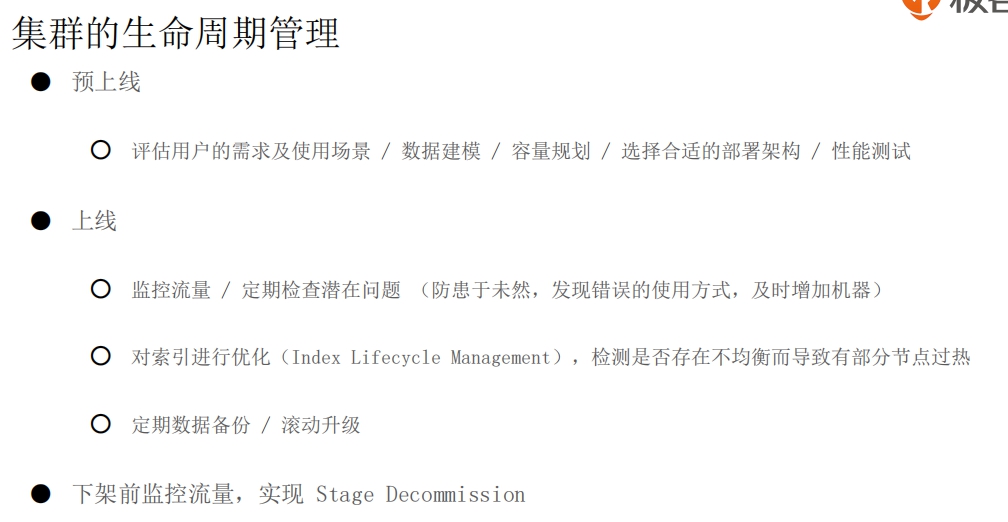 集群的生命周期管理
预上线
评估用户的需求及使用场景 / 数据建模 / 容量规划 / 选择合适的部署架构 / 性能测试
上线
监控流量 / 定期检查潜在问题 （防患于未然，发现错误的使用方式，及时增加机器）
对索引进行优化（Index Lifecycle Management），检测是否存在不均衡而导致有部分节点过热
定期数据备份 / 滚动升级
下架前监控流量，实现 Stage Decommission